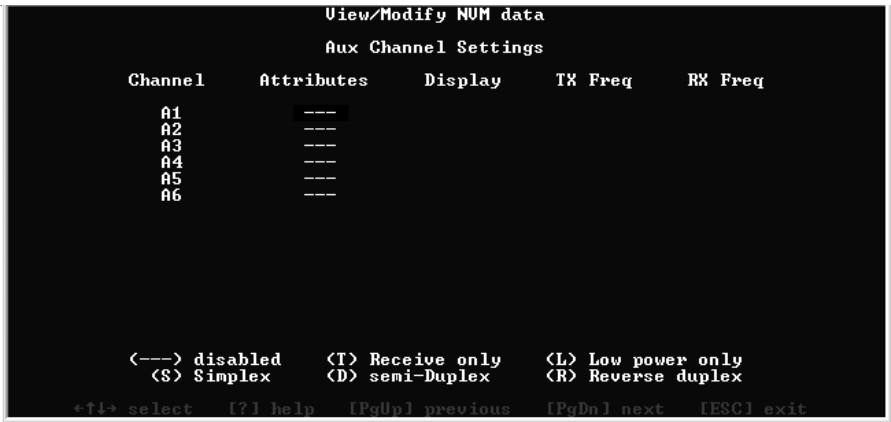 View/Modify NVM data
Aux Channel Settings
Channel Attributes Display TX Freq RX Freq
A1 ---
A2 ---
A3 ---
A4 ---
A5 ---
A6 ---
(---) disabled (T) Receive only (L) Low power only
(S) Simplex (D) semi-Duplex (R) Reverse duplex
←↑↓→ select [?] help [PgUp] previous [PgDn] next [ESC] exit